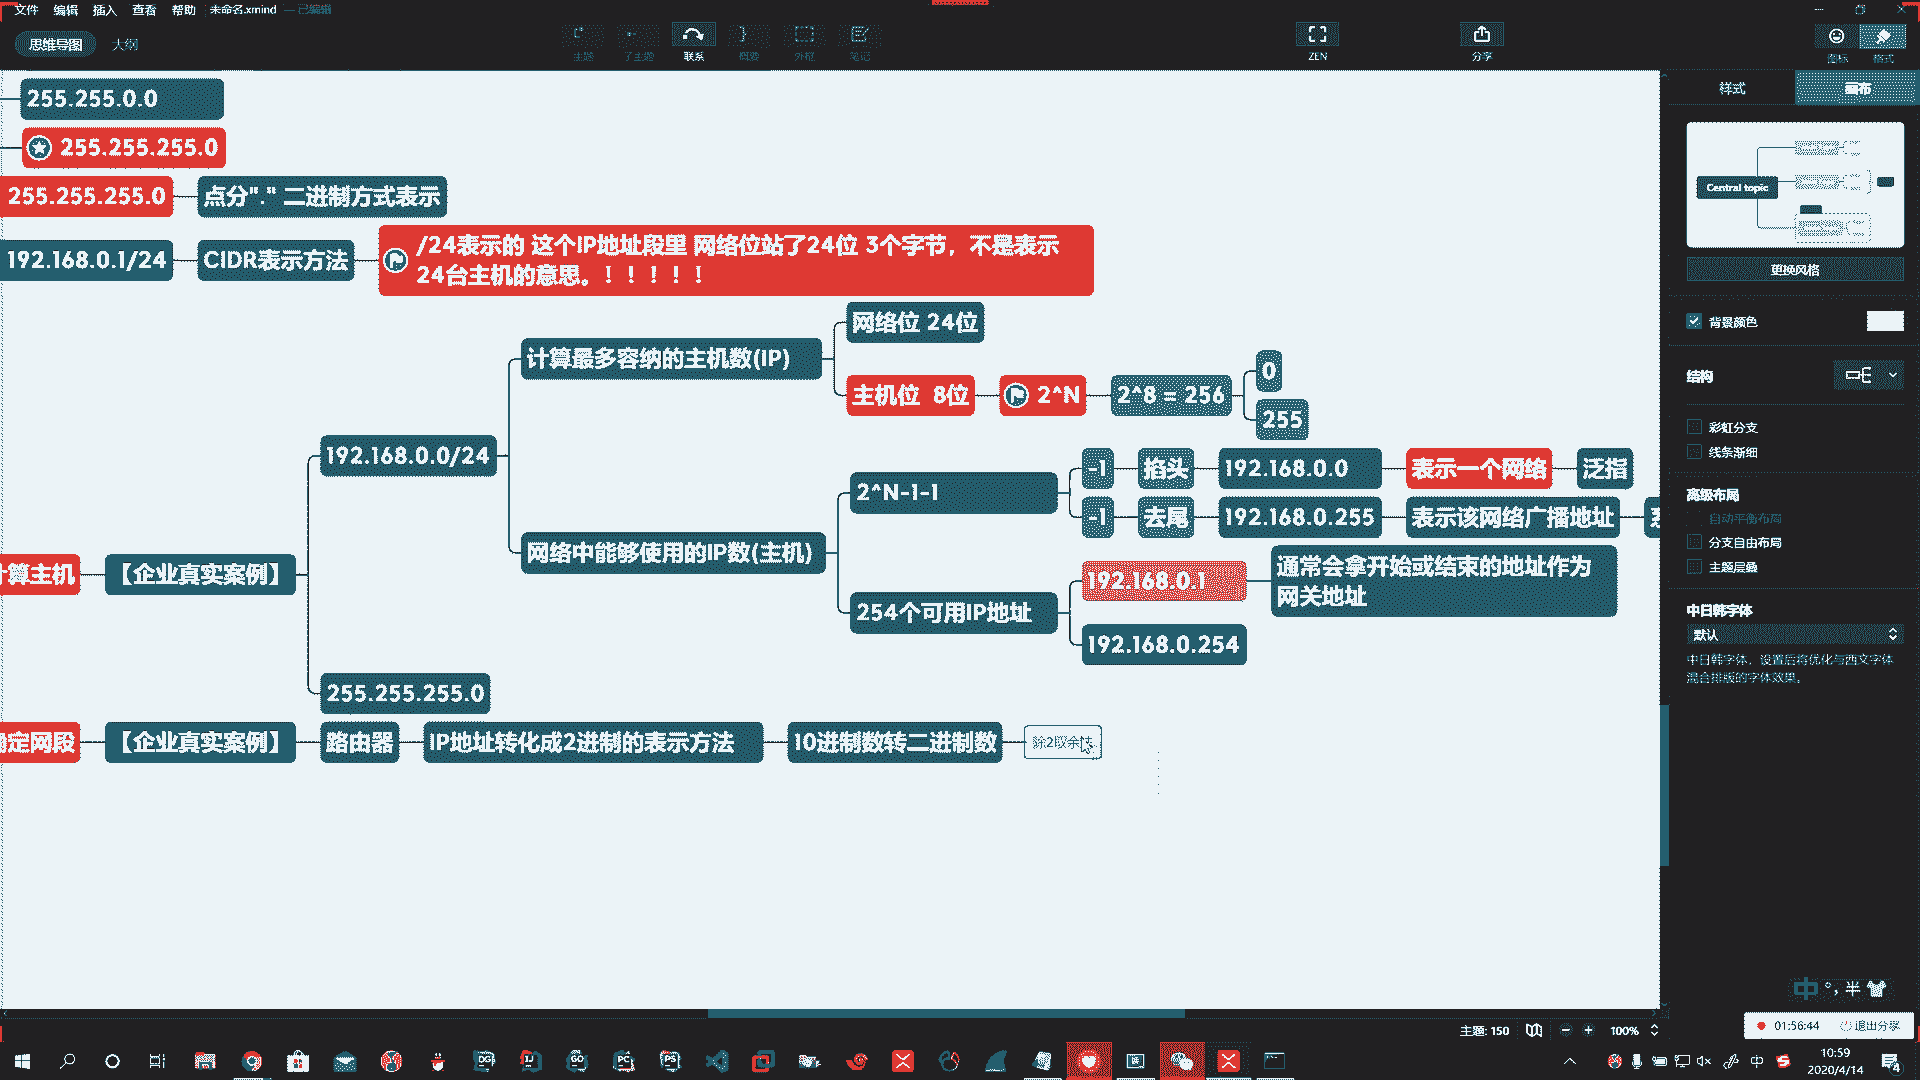 文件 编辑 插入 查看 帮助 未命名.xmind — 已编辑
思维导图 大纲
主题 子主题 联系 概要 外框 笔记 ZEN 分享 图标 格式
255.255.0.0
255.255.255.0
255.255.255.0 点分"." 二进制方式表示
192.168.0.1/24 CIDR表示方法
/24表示的 这个IP地址段里 网络位站了24位 3个字节，不是表示
24台主机的意思。！！！！！
计算最多容纳的主机数(IP)
网络位 24位
主机位 8位 2^N 2^8 = 256
0
255
192.168.0.0/24
2^N-1-1
-1 掐头 192.168.0.0 表示一个网络 泛指
-1 去尾 192.168.0.255 表示该网络广播地址
网络中能够使用的IP数(主机)
254个可用IP地址
192.168.0.1
通常会拿开始或结束的地址作为
网关地址
192.168.0.254
计算主机 【企业真实案例】
255.255.255.0
确定网段 【企业真实案例】 路由器 IP地址转化成2进制的表示方法 10进制数转二进制数 除2取余法
样式 画布
Central topic
更换风格
背景颜色
结构
彩虹分支
线条渐细
高级布局
自动平衡布局
分支自由布局
主题层叠
中日韩字体
默认
中日韩字体，设置后将优化与西文字体
混合排版的字体效果。
中 °, 半
主题: 150 100%
01:56:44 退出分享
DG IJ GO PC PS
中
10:59
2020/4/14
4